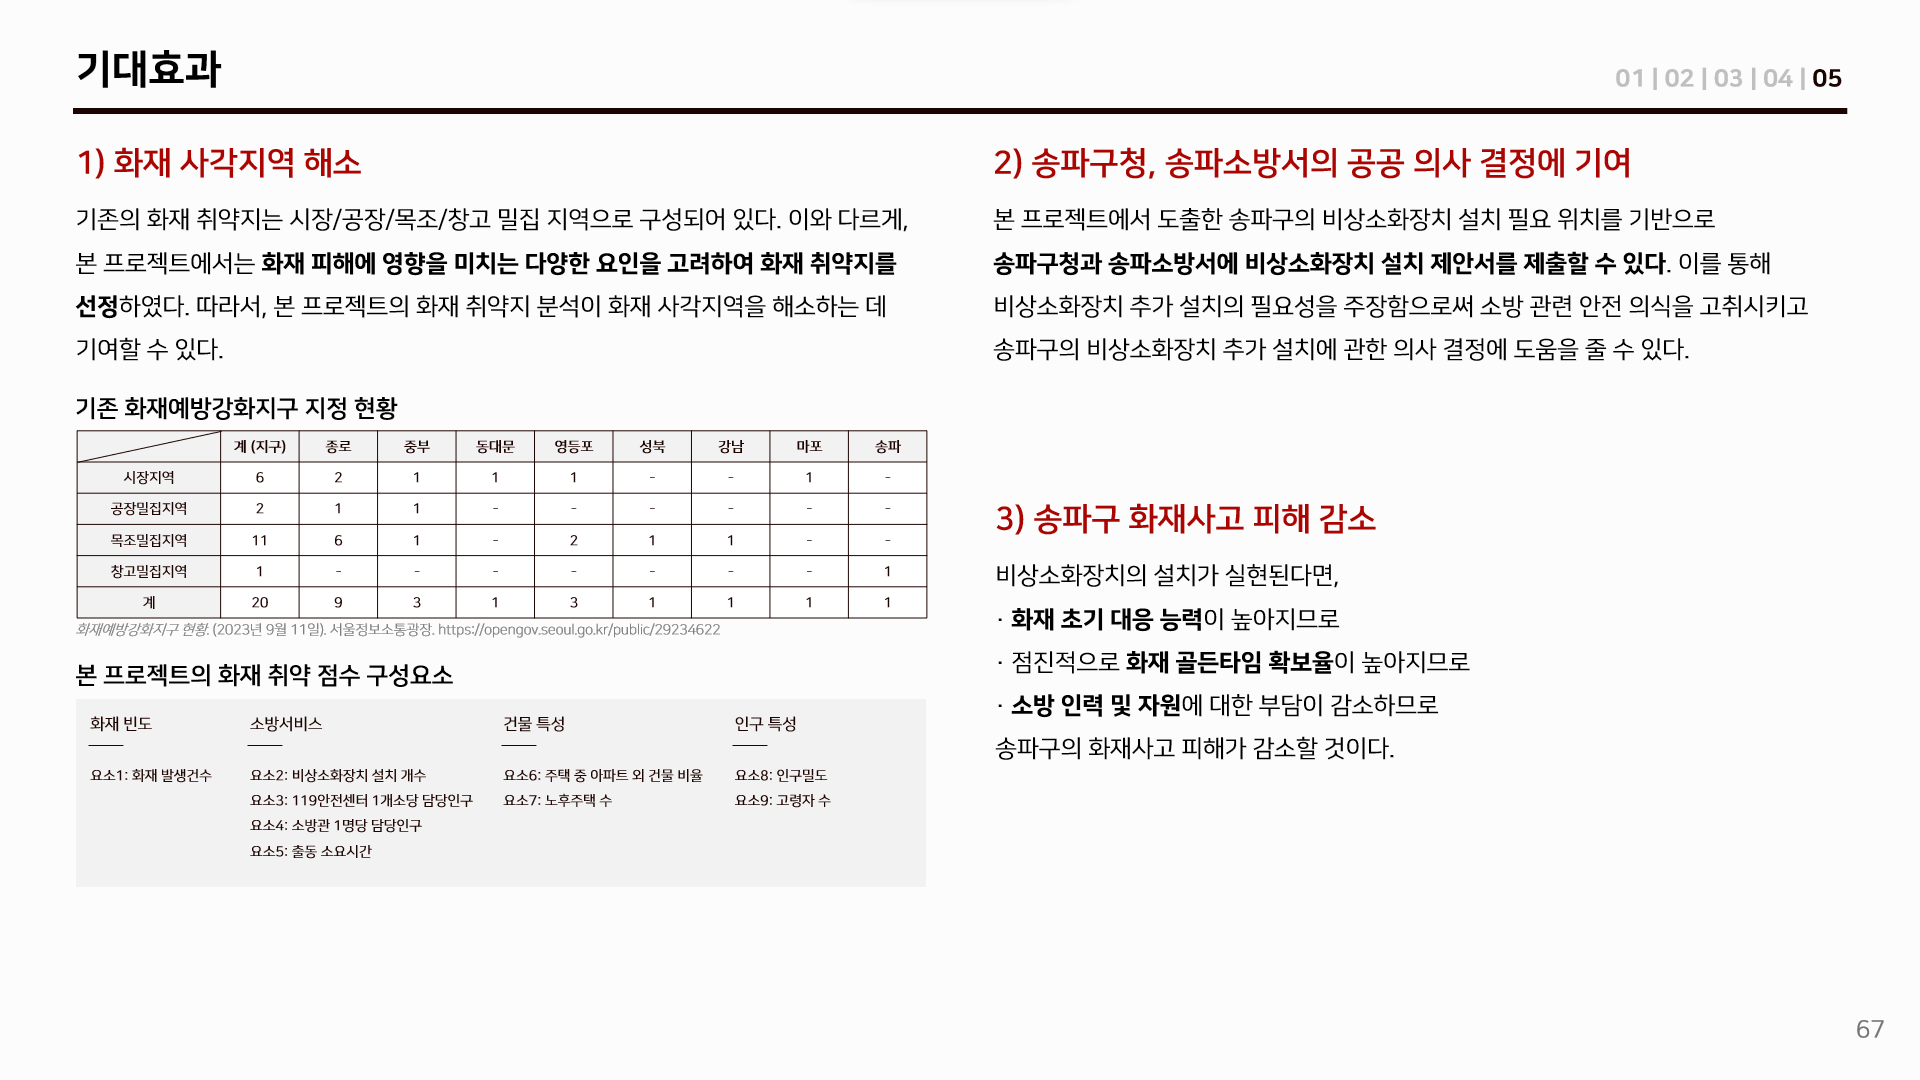 기대효과
01 | 02 | 03 | 04 | 05
1) 화재 사각지역 해소
기존의 화재 취약지는 시장/공장/목조/창고 밀집 지역으로 구성되어 있다. 이와 다르게,
본 프로젝트에서는 화재 피해에 영향을 미치는 다양한 요인을 고려하여 화재 취약지를
선정하였다. 따라서, 본 프로젝트의 화재 취약지 분석이 화재 사각지역을 해소하는 데
기여할 수 있다.
기존 화재예방강화지구 지정 현황
계 (지구) 종로 중부 동대문 영등포 성북 강남 마포 송파
시장지역 6 2 1 1 1 - - 1 -
공장밀집지역 2 1 1 - - - - - -
목조밀집지역 11 6 1 - 2 1 1 - -
창고밀집지역 1 - - - - - - - 1
계 20 9 3 1 3 1 1 1 1
화재예방강화지구 현황. (2023년 9월 11일). 서울정보소통광장. https://opengov.seoul.go.kr/public/29234622
본 프로젝트의 화재 취약 점수 구성요소
화재 빈도
요소1: 화재 발생건수
소방서비스
요소2: 비상소화장치 설치 개수
요소3: 119안전센터 1개소당 담당인구
요소4: 소방관 1명당 담당인구
요소5: 출동 소요시간
건물 특성
요소6: 주택 중 아파트 외 건물 비율
요소7: 노후주택 수
인구 특성
요소8: 인구밀도
요소9: 고령자 수
2) 송파구청, 송파소방서의 공공 의사 결정에 기여
본 프로젝트에서 도출한 송파구의 비상소화장치 설치 필요 위치를 기반으로
송파구청과 송파소방서에 비상소화장치 설치 제안서를 제출할 수 있다. 이를 통해
비상소화장치 추가 설치의 필요성을 주장함으로써 소방 관련 안전 의식을 고취시키고
송파구의 비상소화장치 추가 설치에 관한 의사 결정에 도움을 줄 수 있다.
3) 송파구 화재사고 피해 감소
비상소화장치의 설치가 실현된다면,
· 화재 초기 대응 능력이 높아지므로
· 점진적으로 화재 골든타임 확보율이 높아지므로
· 소방 인력 및 자원에 대한 부담이 감소하므로
송파구의 화재사고 피해가 감소할 것이다.
67